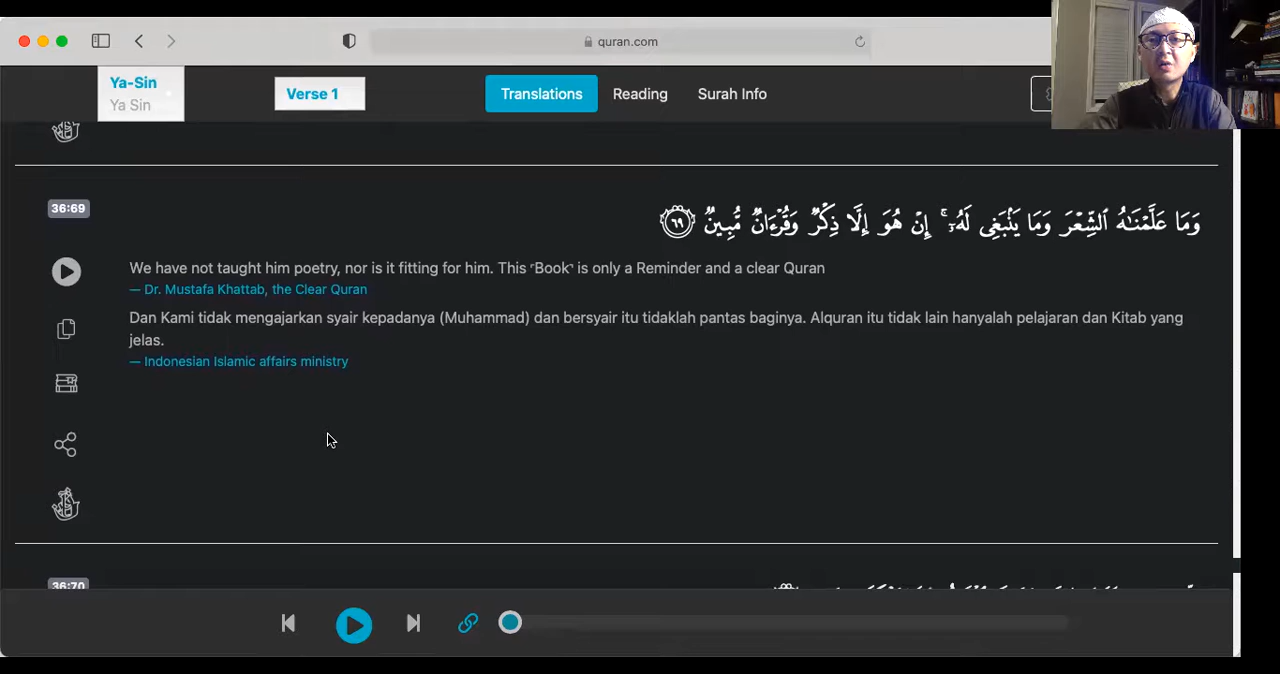 quran.com
Ya-Sin
Ya Sin
Verse 1
Translations
Reading
Surah Info
36:69
وَمَا عَلَّمْنَٰهُ ٱلشِّعْرَ وَمَا يَنۢبَغِى لَهُۥٓ ۚ إِنْ هُوَ إِلَّا ذِكْرٌ وَقُرْءَانٌ مُّبِينٌ ٦٩
We have not taught him poetry, nor is it fitting for him. This ˹Book˺ is only a Reminder and a clear Quran
— Dr. Mustafa Khattab, the Clear Quran
Dan Kami tidak mengajarkan syair kepadanya (Muhammad) dan bersyair itu tidaklah pantas baginya. Alquran itu tidak lain hanyalah pelajaran dan Kitab yang
jelas.
— Indonesian Islamic affairs ministry
36:70